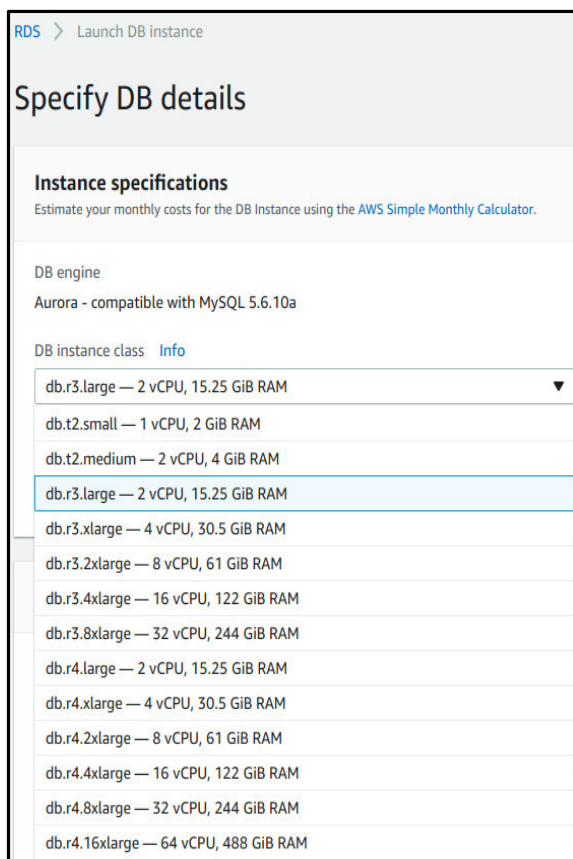 RDS > Launch DB instance
Specify DB details
Instance specifications
Estimate your monthly costs for the DB Instance using the AWS Simple Monthly Calculator.
DB engine
Aurora - compatible with MySQL 5.6.10a
DB instance class Info
db.r3.large — 2 vCPU, 15.25 GiB RAM
db.t2.small — 1 vCPU, 2 GiB RAM
db.t2.medium — 2 vCPU, 4 GiB RAM
db.r3.large — 2 vCPU, 15.25 GiB RAM
db.r3.xlarge — 4 vCPU, 30.5 GiB RAM
db.r3.2xlarge — 8 vCPU, 61 GiB RAM
db.r3.4xlarge — 16 vCPU, 122 GiB RAM
db.r3.8xlarge — 32 vCPU, 244 GiB RAM
db.r4.large — 2 vCPU, 15.25 GiB RAM
db.r4.xlarge — 4 vCPU, 30.5 GiB RAM
db.r4.2xlarge — 8 vCPU, 61 GiB RAM
db.r4.4xlarge — 16 vCPU, 122 GiB RAM
db.r4.8xlarge — 32 vCPU, 244 GiB RAM
db.r4.16xlarge — 64 vCPU, 488 GiB RAM